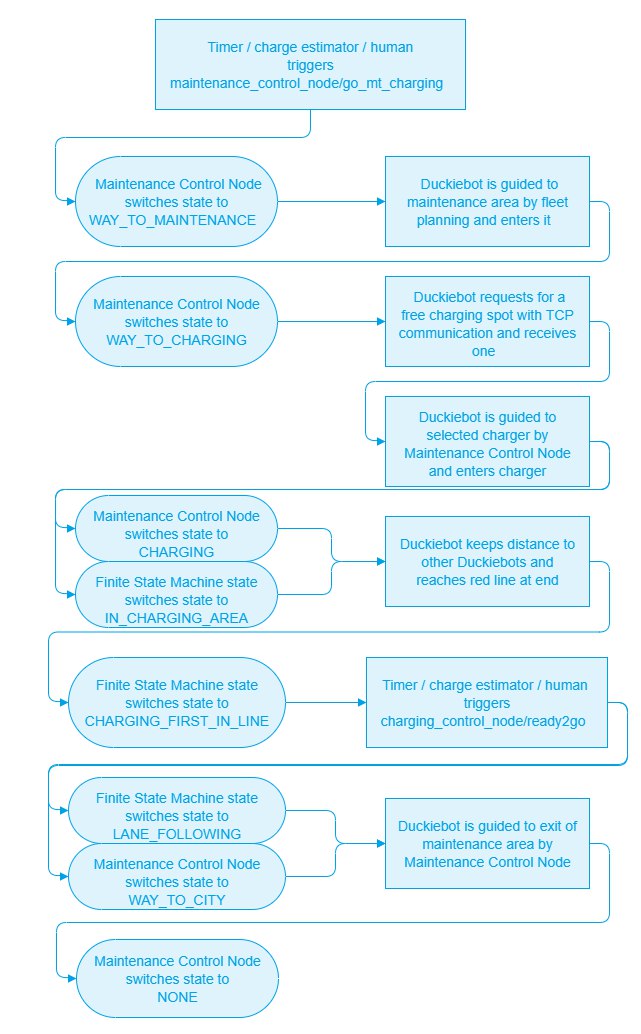 Timer / charge estimator / human
triggers
maintenance_control_node/go_mt_charging
Maintenance Control Node
switches state to
WAY_TO_MAINTENANCE
Duckiebot is guided to
maintenance area by fleet
planning and enters it
Maintenance Control Node
switches state to
WAY_TO_CHARGING
Duckiebot requests for a
free charging spot with TCP
communication and receives
one
Duckiebot is guided to
selected charger by
Maintenance Control Node
and enters charger
Maintenance Control Node
switches state to
CHARGING
Finite State Machine state
switches state to
IN_CHARGING_AREA
Duckiebot keeps distance to
other Duckiebots and
reaches red line at end
Finite State Machine state
switches state to
CHARGING_FIRST_IN_LINE
Timer / charge estimator / human
triggers
charging_control_node/ready2go
Finite State Machine state
switches state to
LANE_FOLLOWING
Maintenance Control Node
switches state to
WAY_TO_CITY
Duckiebot is guided to exit of
maintenance area by
Maintenance Control Node
Maintenance Control Node
switches state to
NONE